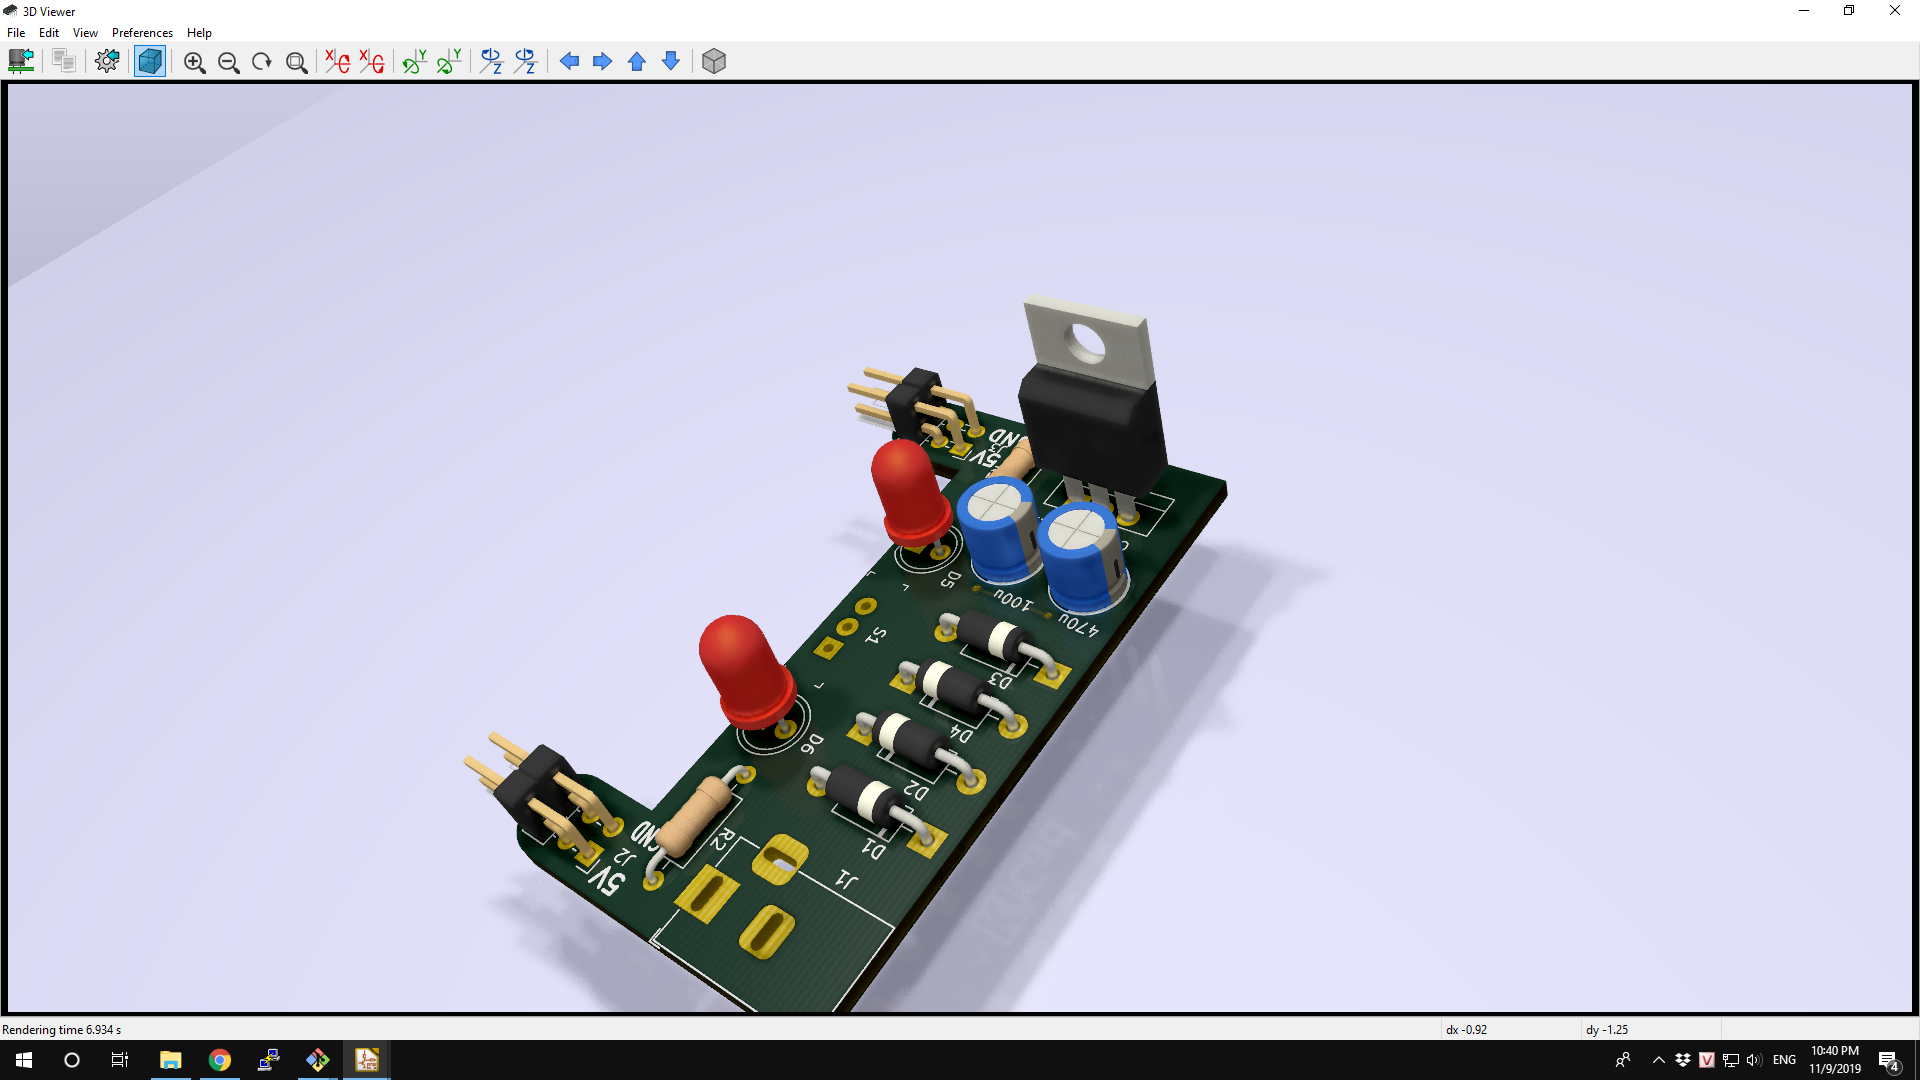 3D Viewer
File Edit View Preferences Help
GND
5V
D5
100u
470u
S1
D3
D4
D6
D2
D1
R2
J1
GND
J2
5V
Rendering time 6.934 s
dx -0.92
dy -1.25
ENG
10:40 PM
11/9/2019
4